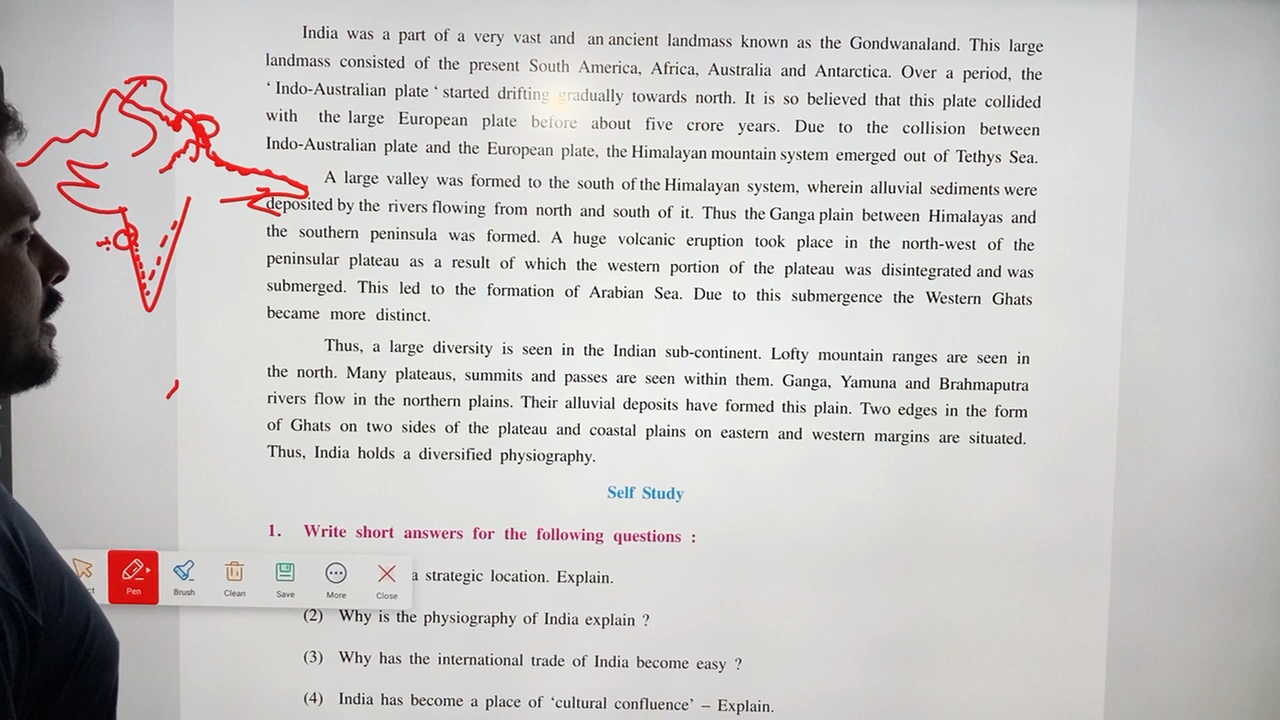 India was a part of a very vast and an ancient landmass known as the Gondwanaland. This large
landmass consisted of the present South America, Africa, Australia and Antarctica. Over a period, the
‘ Indo-Australian plate ‘ started drifting gradually towards north. It is so believed that this plate collided
with the large European plate before about five crore years. Due to the collision between
Indo-Australian plate and the European plate, the Himalayan mountain system emerged out of Tethys Sea.
A large valley was formed to the south of the Himalayan system, wherein alluvial sediments were
deposited by the rivers flowing from north and south of it. Thus the Ganga plain between Himalayas and
the southern peninsula was formed. A huge volcanic eruption took place in the north-west of the
peninsular plateau as a result of which the western portion of the plateau was disintegrated and was
submerged. This led to the formation of Arabian Sea. Due to this submergence the Western Ghats
became more distinct.
Thus, a large diversity is seen in the Indian sub-continent. Lofty mountain ranges are seen in
the north. Many plateaus, summits and passes are seen within them. Ganga, Yamuna and Brahmaputra
rivers flow in the northern plains. Their alluvial deposits have formed this plain. Two edges in the form
of Ghats on two sides of the plateau and coastal plains on eastern and western margins are situated.
Thus, India holds a diversified physiography.
Self Study
1. Write short answers for the following questions :
a strategic location. Explain.
Pen Brush Clean Save More Close
(2) Why is the physiography of India explain ?
(3) Why has the international trade of India become easy ?
(4) India has become a place of ‘cultural confluence’ – Explain.